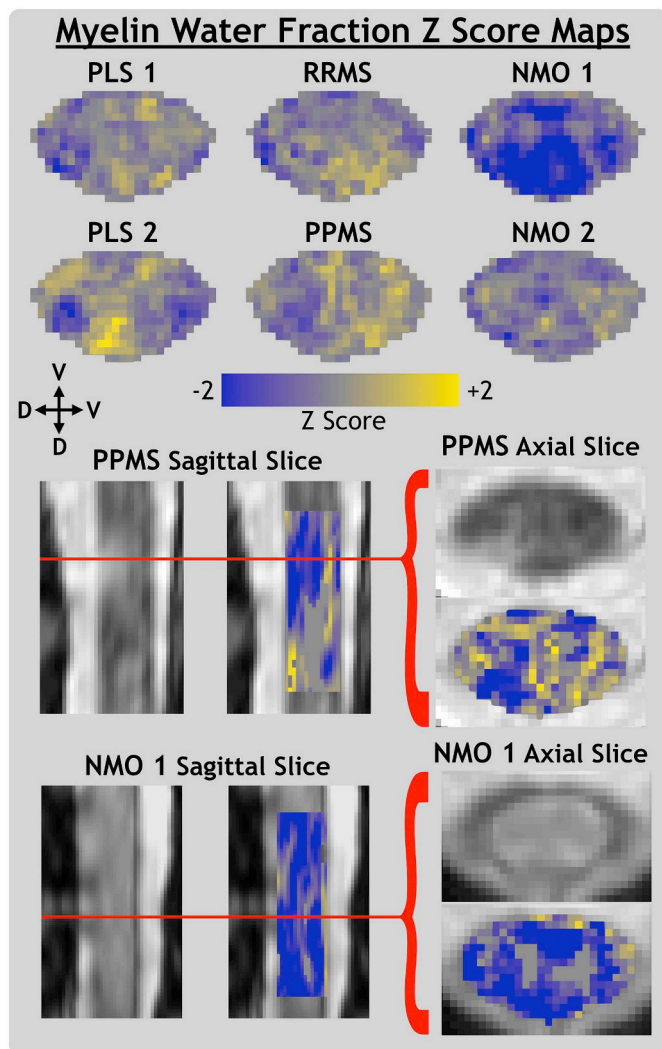 Myelin Water Fraction Z Score Maps
PLS 1 RRMS NMO 1
PLS 2 PPMS NMO 2
V
D V
D
-2 +2
Z Score
PPMS Sagittal Slice PPMS Axial Slice
NMO 1 Sagittal Slice NMO 1 Axial Slice